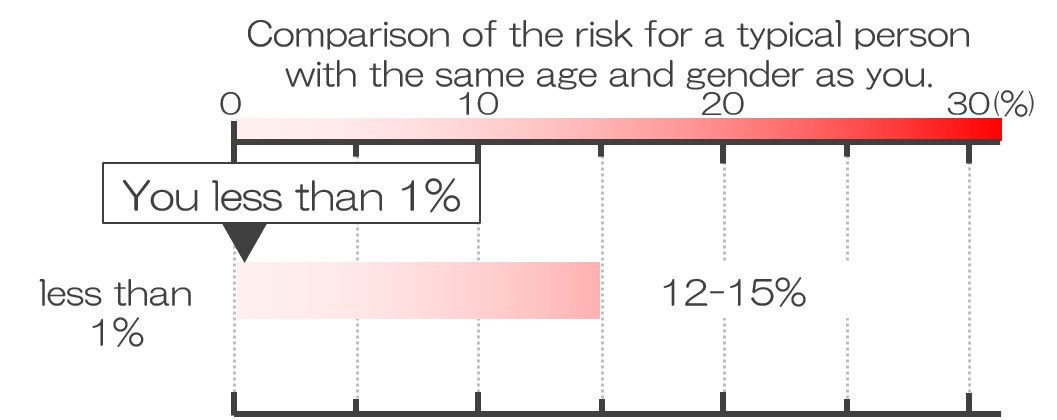 Comparison of the risk for a typical person
with the same age and gender as you.
0 10 20 30(%)
You less than 1%
less than
1%
12-15%